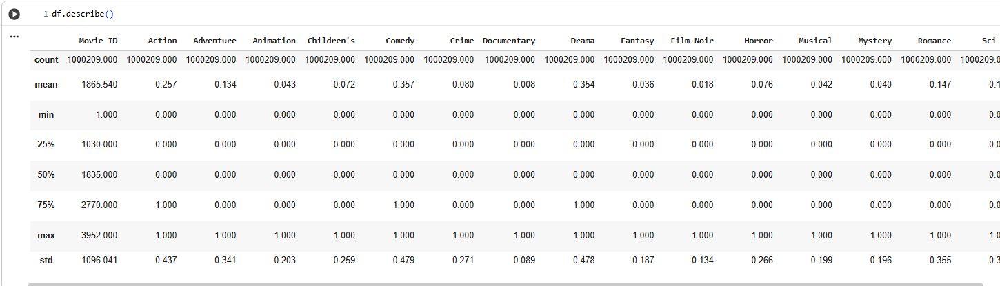 1 df.describe()
...
Movie ID Action Adventure Animation Children's Comedy Crime Documentary Drama Fantasy Film-Noir Horror Musical Mystery Romance Sci-
count 1000209.000 1000209.000 1000209.000 1000209.000 1000209.000 1000209.000 1000209.000 1000209.000 1000209.000 1000209.000 1000209.000 1000209.000 1000209.000 1000209.000 1000209.000 1000209.0
mean 1865.540 0.257 0.134 0.043 0.072 0.357 0.080 0.008 0.354 0.036 0.018 0.076 0.042 0.040 0.147 0.1
min 1.000 0.000 0.000 0.000 0.000 0.000 0.000 0.000 0.000 0.000 0.000 0.000 0.000 0.000 0.000 0.0
25% 1030.000 0.000 0.000 0.000 0.000 0.000 0.000 0.000 0.000 0.000 0.000 0.000 0.000 0.000 0.000 0.0
50% 1835.000 0.000 0.000 0.000 0.000 0.000 0.000 0.000 0.000 0.000 0.000 0.000 0.000 0.000 0.000 0.0
75% 2770.000 1.000 0.000 0.000 0.000 1.000 0.000 0.000 1.000 0.000 0.000 0.000 0.000 0.000 0.000 0.0
max 3952.000 1.000 1.000 1.000 1.000 1.000 1.000 1.000 1.000 1.000 1.000 1.000 1.000 1.000 1.000 1.0
std 1096.041 0.437 0.341 0.203 0.259 0.479 0.271 0.089 0.478 0.187 0.134 0.266 0.199 0.196 0.355 0.3